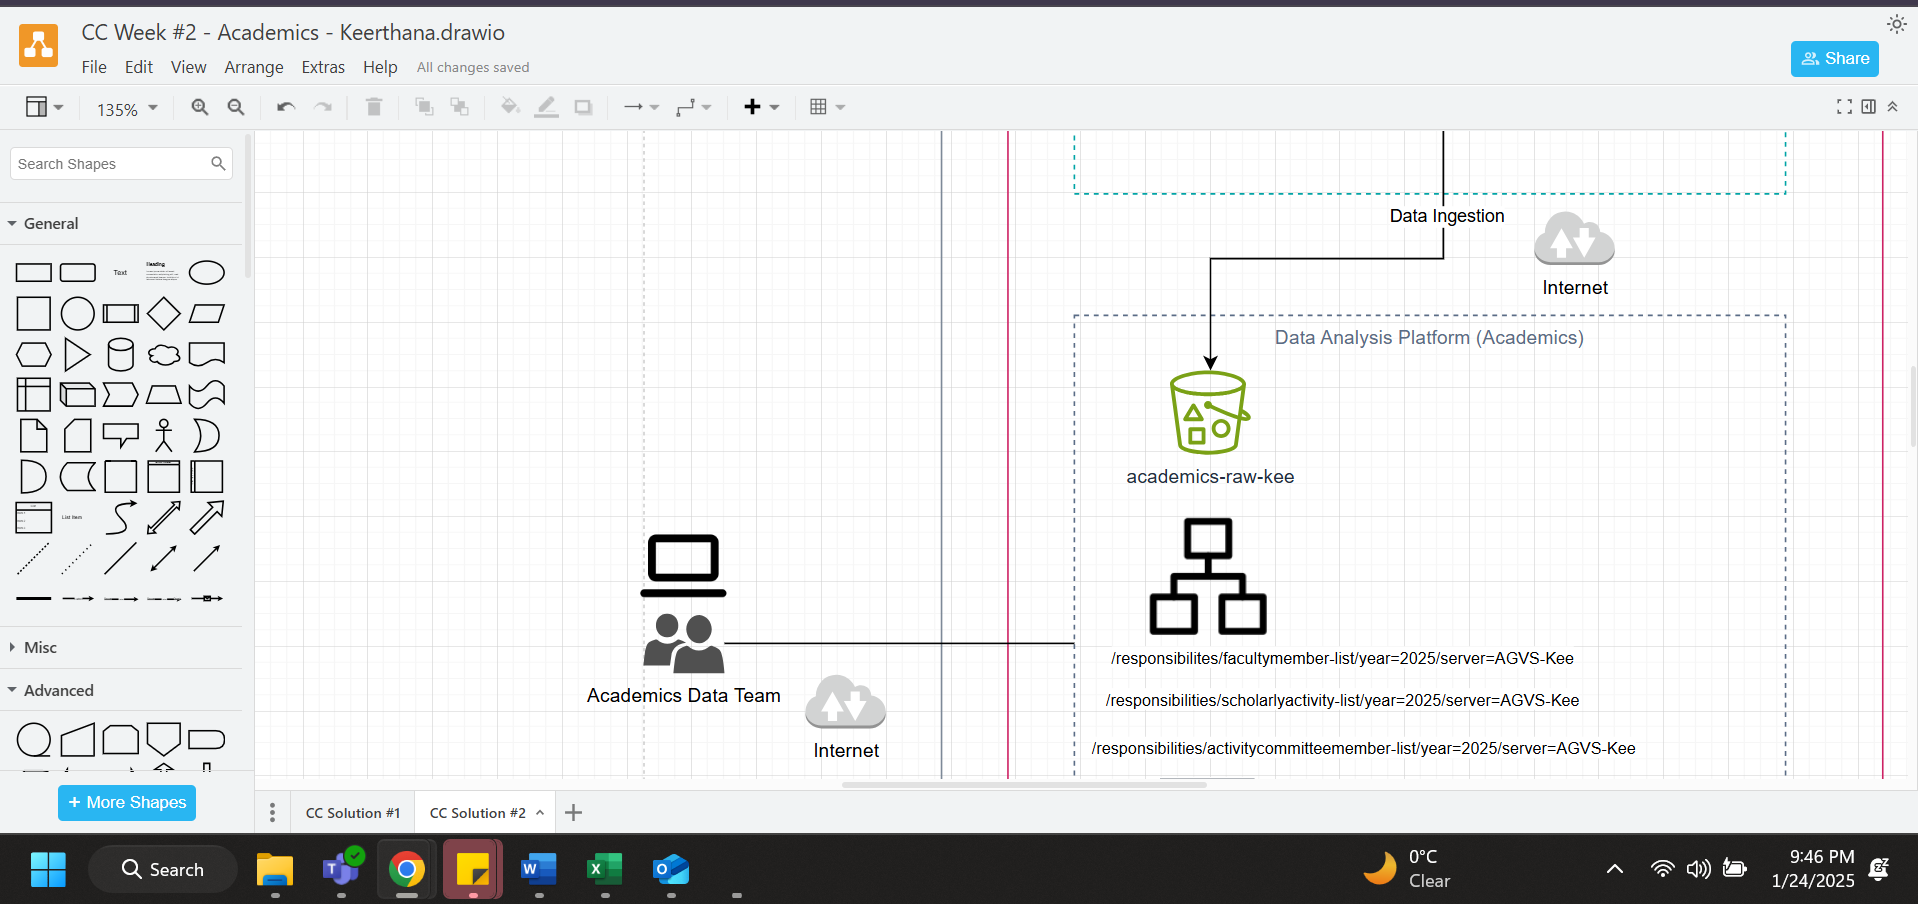 CC Week #2 - Academics - Keerthana.drawio
File Edit View Arrange Extras Help All changes saved
Share
135%
Search Shapes
General
Text
Heading
List Item
Misc
Advanced
+ More Shapes
Data Ingestion
Internet
Data Analysis Platform (Academics)
academics-raw-kee
/responsibilites/facultymember-list/year=2025/server=AGVS-Kee
/responsibilities/scholarlyactivity-list/year=2025/server=AGVS-Kee
/responsibilities/activitycommitteemember-list/year=2025/server=AGVS-Kee
Academics Data Team
Internet
CC Solution #1
CC Solution #2
Search
0°C
Clear
9:46 PM
1/24/2025